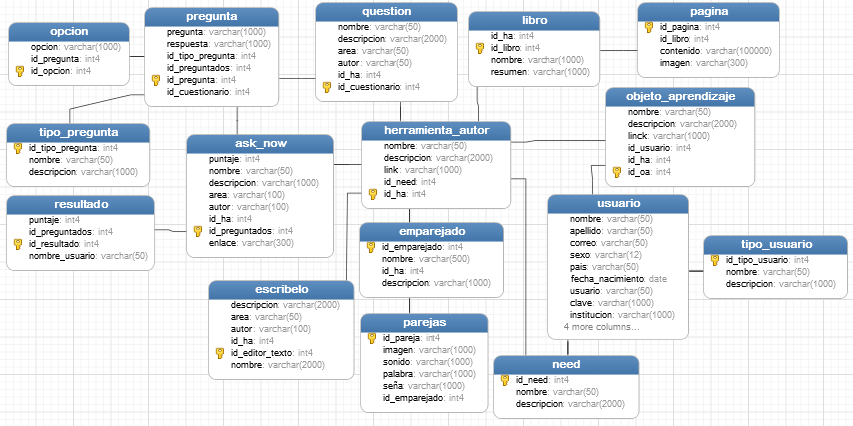 opcion
opcion: varchar(1000)
id_pregunta: int4
id_opcion: int4
pregunta
pregunta: varchar(1000)
respuesta: varchar(1000)
id_tipo_pregunta: int4
id_preguntados: int4
id_pregunta: int4
id_cuestionario: int4
question
nombre: varchar(50)
descripcion: varchar(2000)
area: varchar(50)
autor: varchar(50)
id_ha: int4
id_cuestionario: int4
libro
id_ha: int4
id_libro: int4
nombre: varchar(1000)
resumen: varchar(1000)
pagina
id_pagina: int4
id_libro: int4
contenido: varchar(100000)
imagen: varchar(300)
tipo_pregunta
id_tipo_pregunta: int4
nombre: varchar(50)
descripcion: varchar(1000)
ask_now
puntaje: int4
nombre: varchar(50)
descripcion: varchar(1000)
area: varchar(100)
autor: varchar(100)
id_ha: int4
id_preguntados: int4
enlace: varchar(300)
herramienta_autor
nombre: varchar(50)
descripcion: varchar(2000)
link: varchar(1000)
id_need: int4
id_ha: int4
objeto_aprendizaje
nombre: varchar(50)
descripcion: varchar(2000)
linck: varchar(1000)
id_usuario: int4
id_ha: int4
id_oa: int4
resultado
puntaje: int4
id_preguntados: int4
id_resultado: int4
nombre_usuario: varchar(50)
emparejado
id_emparejado: int4
nombre: varchar(500)
id_ha: int4
descripcion: varchar(1000)
usuario
nombre: varchar(50)
apellido: varchar(50)
correo: varchar(50)
sexo: varchar(12)
pais: varchar(50)
fecha_nacimiento: date
usuario: varchar(50)
clave: varchar(1000)
institucion: varchar(1000)
4 more columns...
tipo_usuario
id_tipo_usuario: int4
nombre: varchar(50)
descripcion: varchar(1000)
escribelo
descripcion: varchar(2000)
area: varchar(50)
autor: varchar(100)
id_ha: int4
id_editor_texto: int4
nombre: varchar(2000)
parejas
id_pareja: int4
imagen: varchar(1000)
sonido: varchar(1000)
palabra: varchar(1000)
seña: varchar(1000)
id_emparejado: int4
need
id_need: int4
nombre: varchar(50)
descripcion: varchar(2000)